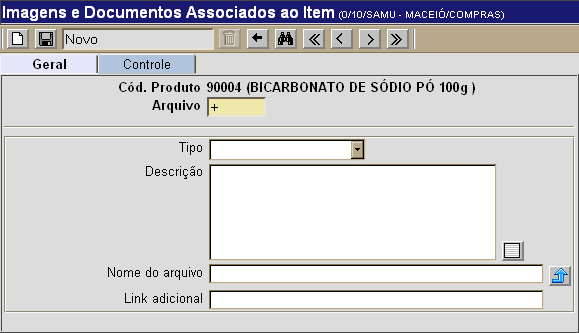 Imagens e Documentos Associados ao Item (0/10/SAMU - MACEIÓ/COMPRAS)
Novo
Geral Controle
Cód. Produto 90004 (BICARBONATO DE SÓDIO PÓ 100g )
Arquivo +
Tipo
Descrição
Nome do arquivo
Link adicional